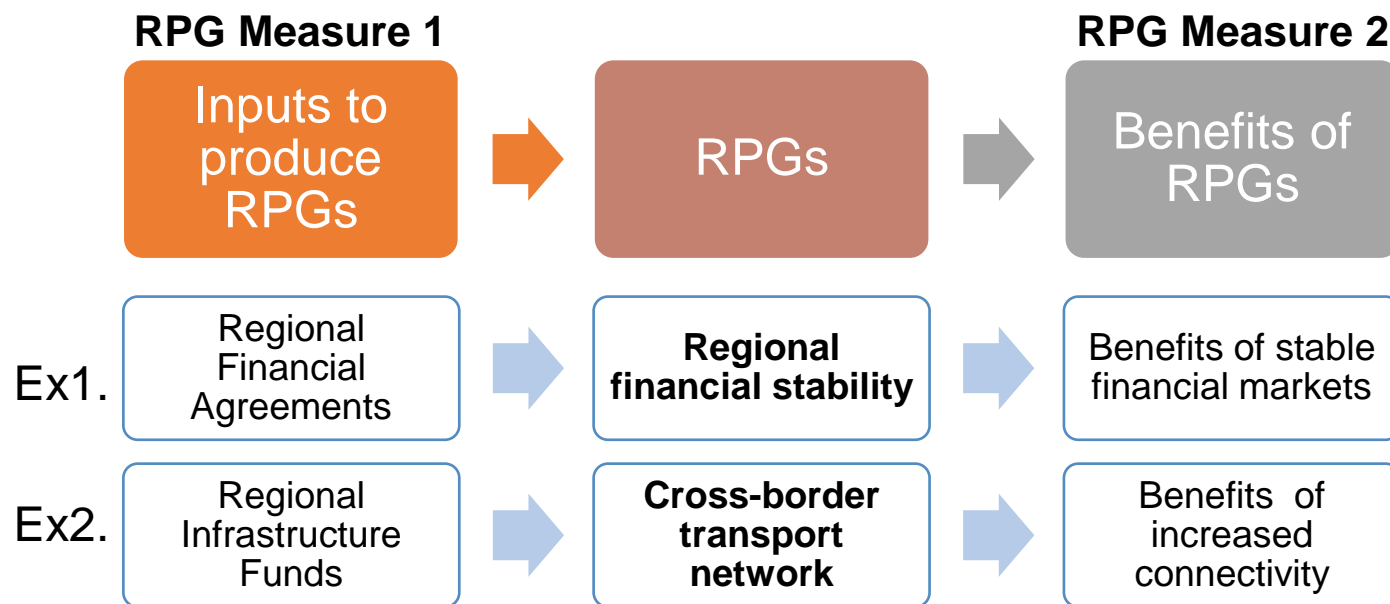 RPG Measure 1
RPG Measure 2
Inputs to
produce
RPGs
RPGs
Benefits of
RPGs
Ex1.
Regional
Financial
Agreements
Regional
financial stability
Benefits of stable
financial markets
Ex2.
Regional
Infrastructure
Funds
Cross-border
transport
network
Benefits of
increased
connectivity